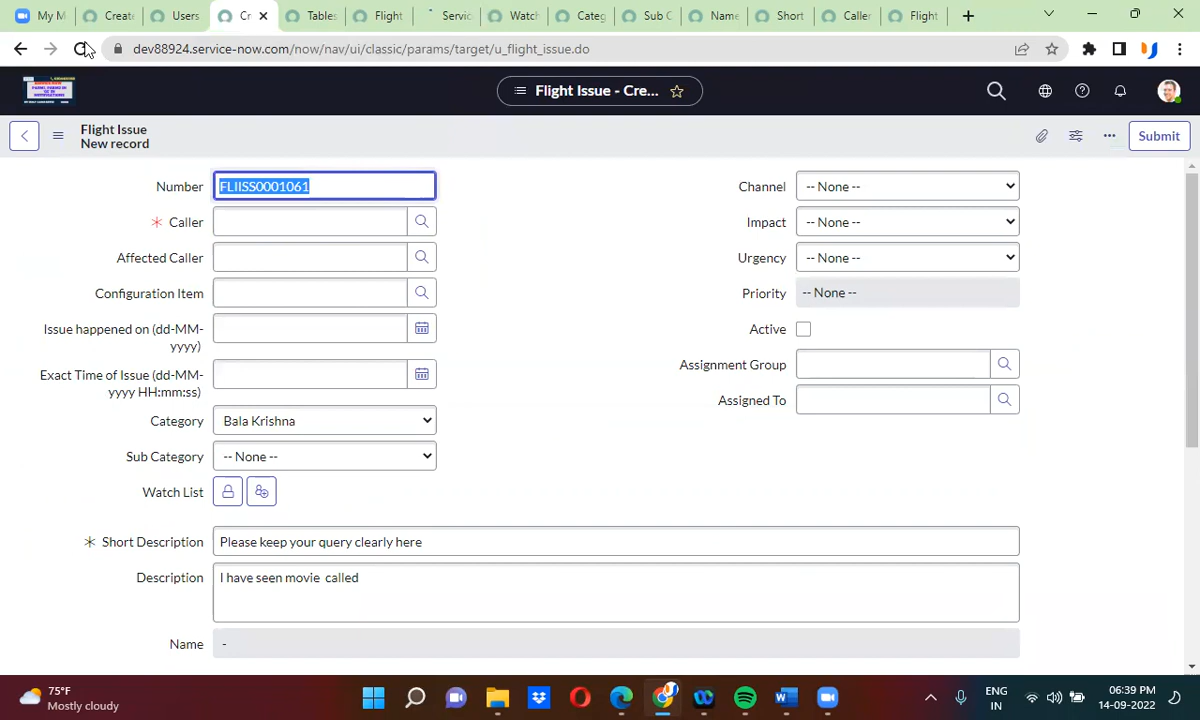 My M
Create
Users
Cr
Tables
Flight
Servic
Watch
Categ
Sub C
Name
Short
Caller
Flight
dev88924.service-now.com/now/nav/ui/classic/params/target/u_flight_issue.do
Flight Issue - Cre...
Flight Issue
New record
Submit
Number
FLIISS0001061
Channel
-- None --
Caller
Impact
-- None --
Affected Caller
Urgency
-- None --
Configuration Item
Priority
-- None --
Issue happened on (dd-MM-
yyyy)
Active
Exact Time of Issue (dd-MM-
yyyy HH:mm:ss)
Assignment Group
Assigned To
Category
Bala Krishna
Sub Category
-- None --
Watch List
Short Description
Please keep your query clearly here
Description
I have seen movie called
Name
-
75°F
Mostly cloudy
ENG
IN
06:39 PM
14-09-2022